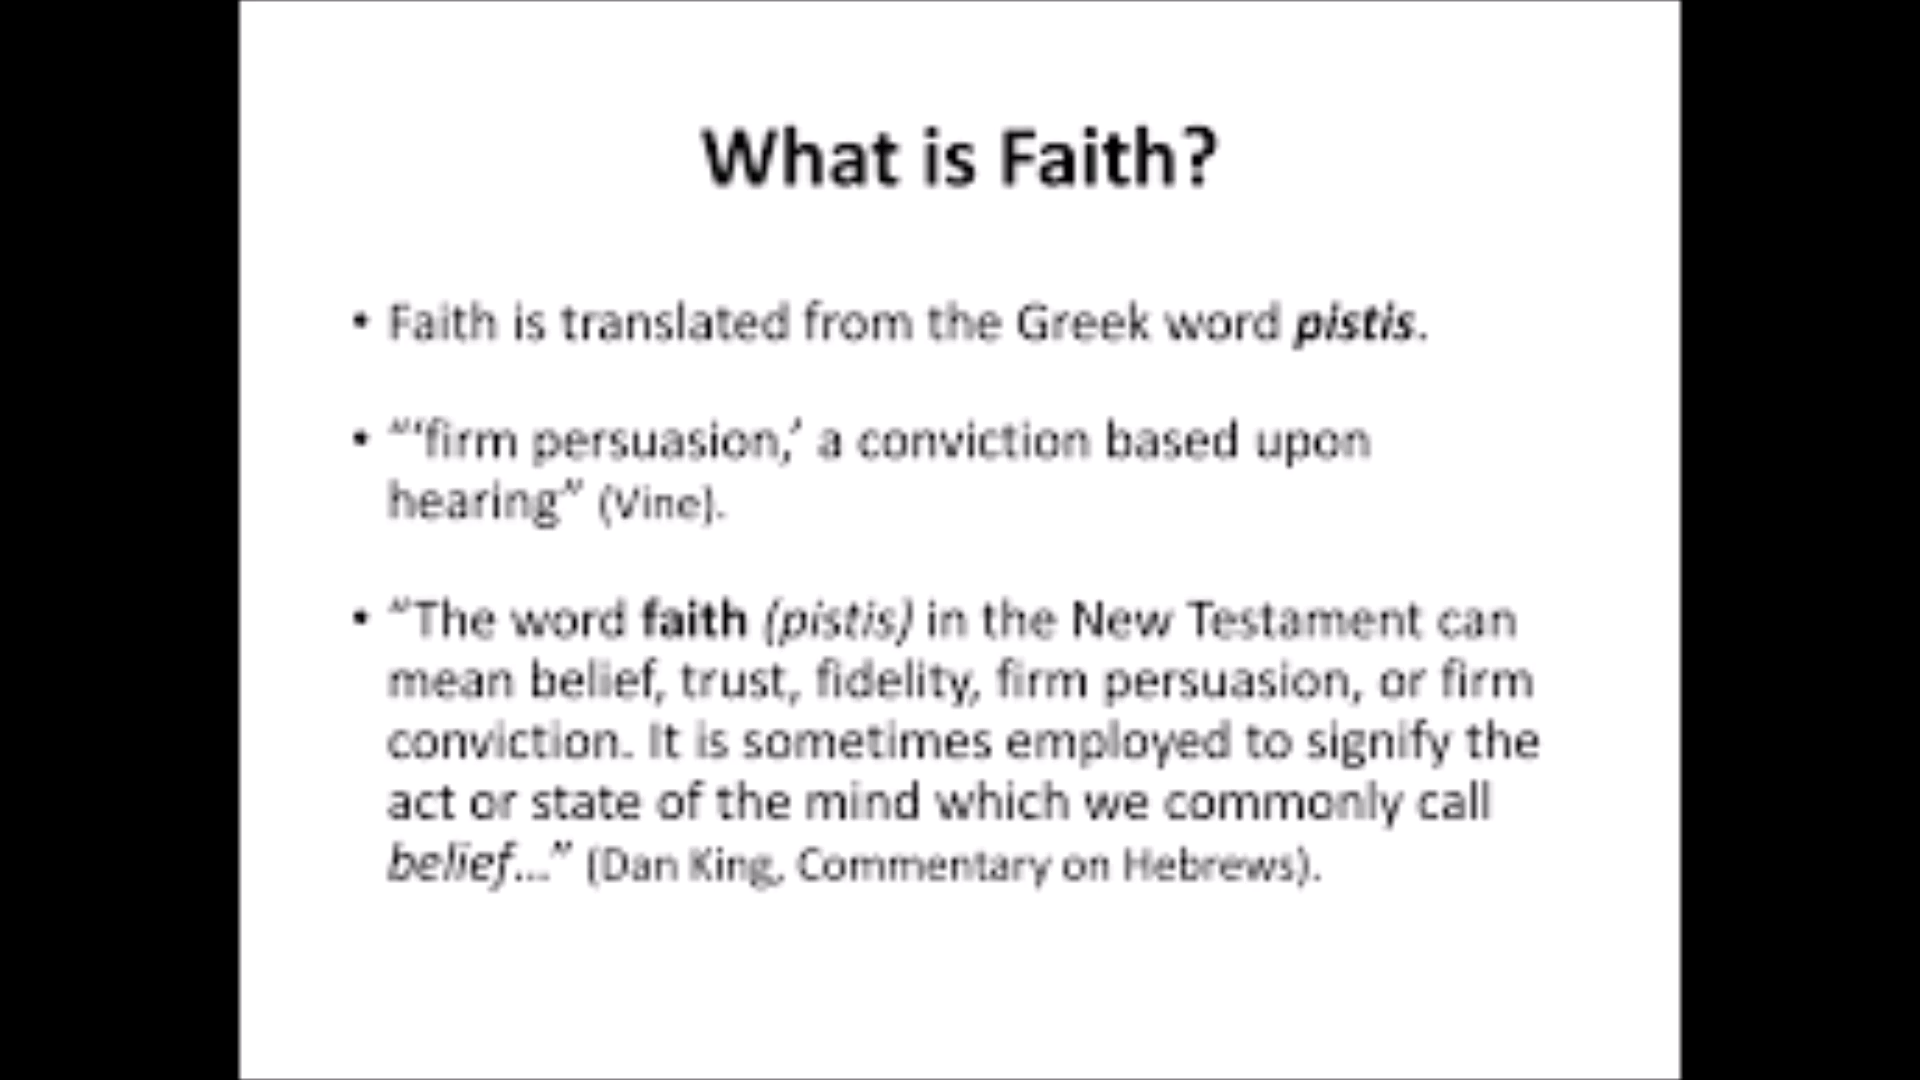 What is Faith?
• Faith is translated from the Greek word pistis.
• “‘firm persuasion,’ a conviction based upon
hearing” (Vine).
• “The word faith (pistis) in the New Testament can
mean belief, trust, fidelity, firm persuasion, or firm
conviction. It is sometimes employed to signify the
act or state of the mind which we commonly call
belief...” (Dan King, Commentary on Hebrews).